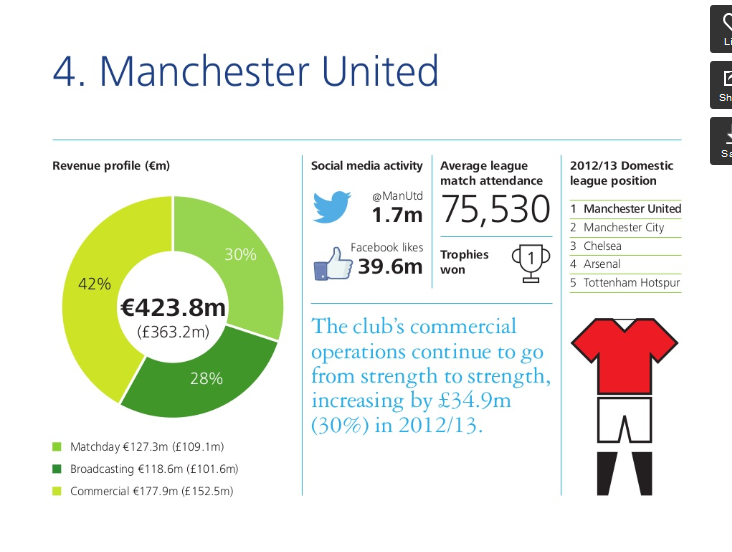 4. Manchester United
Revenue profile (€m)
30%
42%
€423.8m
(£363.2m)
28%
Matchday €127.3m (£109.1m)
Broadcasting €118.6m (£101.6m)
Commercial €177.9m (£152.5m)
Social media activity
@ManUtd
1.7m
Facebook likes
39.6m
Average league
match attendance
75,530
Trophies
won
1
The club's commercial
operations continue to go
from strength to strength,
increasing by £34.9m
(30%) in 2012/13.
2012/13 Domestic
league position
1 Manchester United
2 Manchester City
3 Chelsea
4 Arsenal
5 Tottenham Hotspur
Li
Sh
Sa